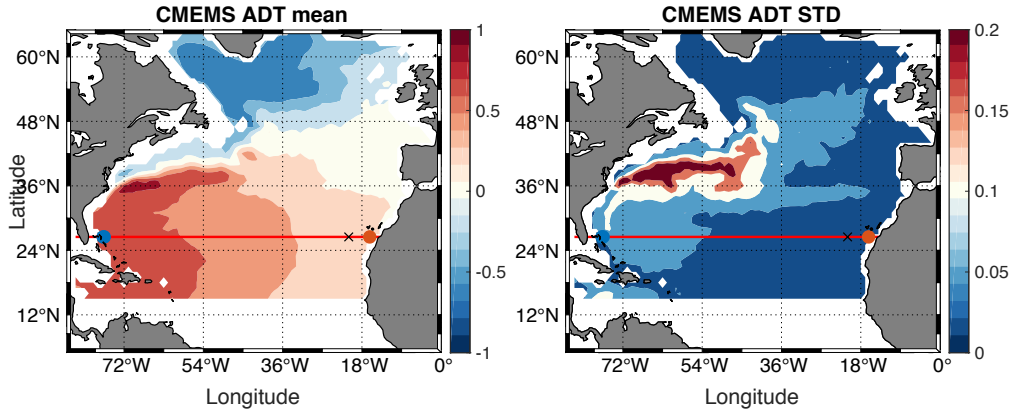 CMEMS ADT mean
60°N
48°N
36°N
24°N
12°N
Latitude
72°W 54°W 36°W 18°W 0°
Longitude
1
0.5
0
-0.5
-1
CMEMS ADT STD
60°N
48°N
36°N
24°N
12°N
72°W 54°W 36°W 18°W 0°
Longitude
0.2
0.15
0.1
0.05
0